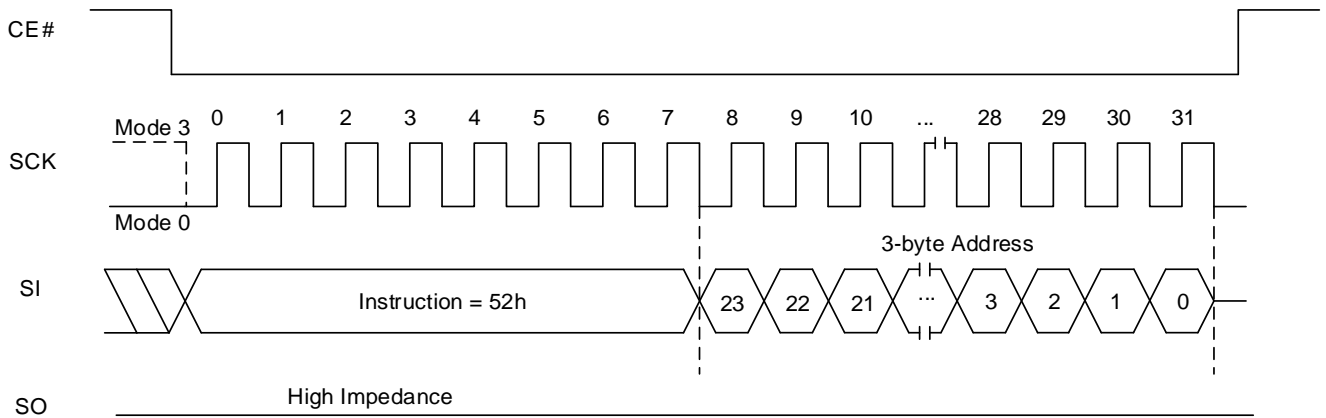 CE#
0 1 2 3 4 5 6 7 8 9 10 ... 28 29 30 31
Mode 3
SCK
Mode 0
3-byte Address
SI
Instruction = 52h
23 22 21 ... 3 2 1 0
High Impedance
SO